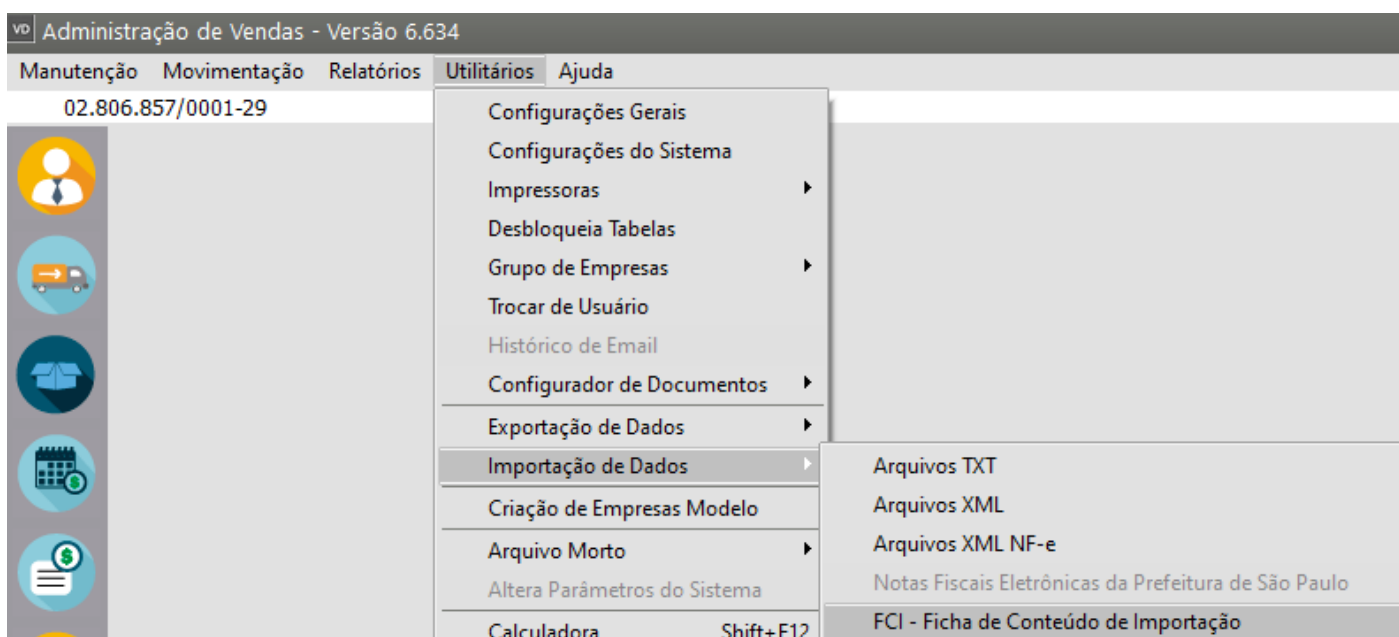 VD Administração de Vendas - Versão 6.634
Manutenção Movimentação Relatórios Utilitários Ajuda
02.806.857/0001-29
Configurações Gerais
Configurações do Sistema
Impressoras
Desbloqueia Tabelas
Grupo de Empresas
Trocar de Usuário
Histórico de Email
Configurador de Documentos
Exportação de Dados
Importação de Dados
Criação de Empresas Modelo
Arquivo Morto
Altera Parâmetros do Sistema
Calculadora Shift+F12
Arquivos TXT
Arquivos XML
Arquivos XML NF-e
Notas Fiscais Eletrônicas da Prefeitura de São Paulo
FCI - Ficha de Conteúdo de Importação